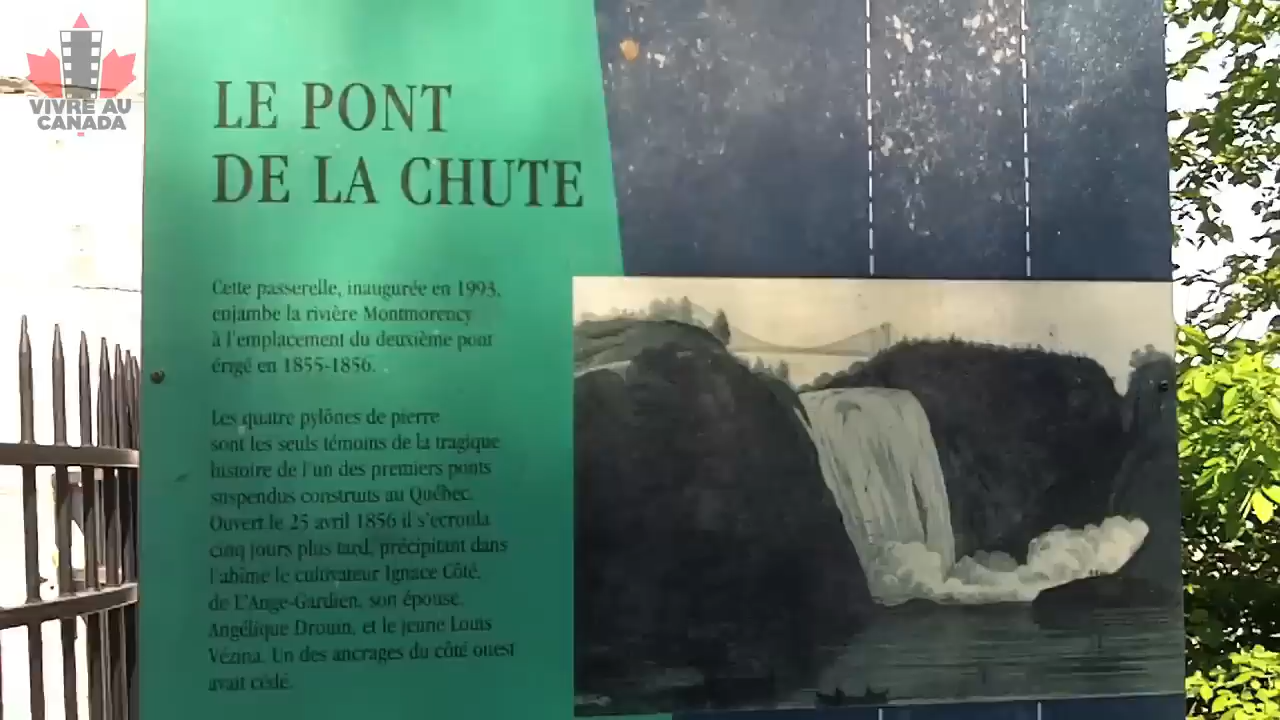 VIVRE AU
CANADA
LE PONT
DE LA CHUTE
Cette passerelle, inaugurée en 1993,
enjambe la rivière Montmorency
à l'emplacement du deuxième pont
érigé en 1855-1856.
Les quatre pylônes de pierre
sont les seuls témoins de la tragique
histoire de l'un des premiers ponts
suspendus construits au Québec.
Ouvert le 25 avril 1856 il s'écroula
cinq jours plus tard, précipitant dans
l'abîme le cultivateur Ignace Côté,
de L'Ange-Gardien, son épouse,
Angélique Drouin, et le jeune Louis
Vézina. Un des ancrages du côté ouest
avait cédé.